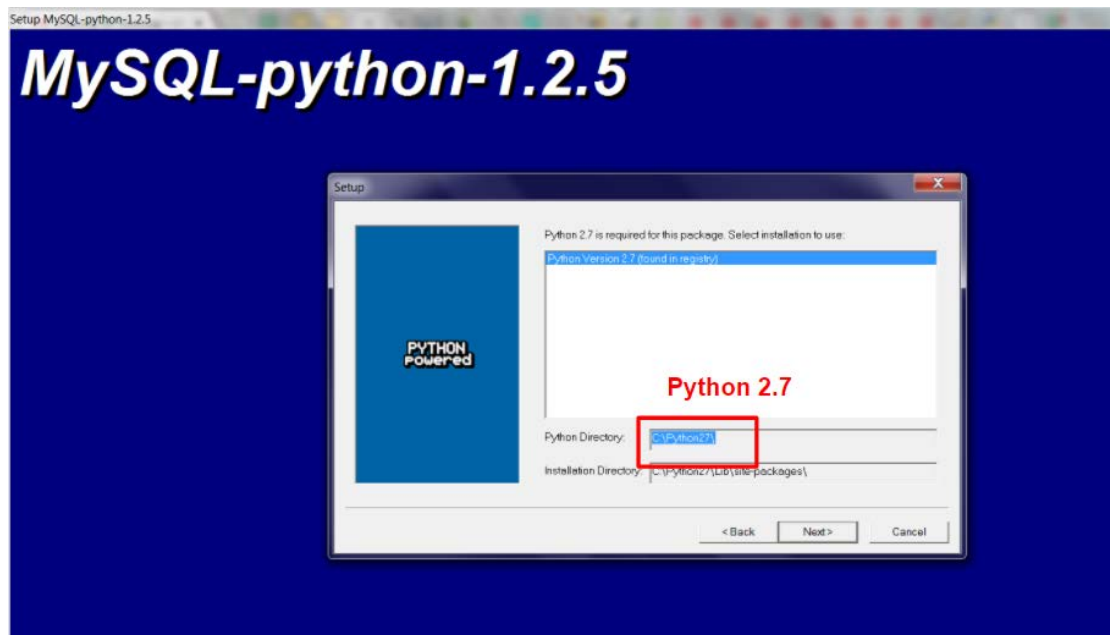 Setup MySQL-python-1.2.5
MySQL-python-1.2.5
Setup
Python 2.7 is required for this package. Select installation to use:
Python Version 2.7 (found in registry)
PYTHON
powered
Python 2.7
Python Directory: C:\Python27\
Installation Directory: C:\Python27\Lib\site-packages\
< Back Next > Cancel